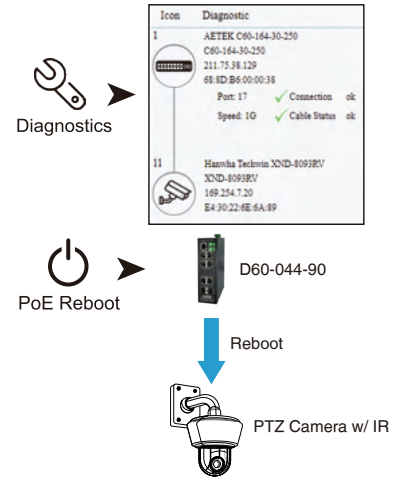 Icon Diagnostic
1 AETEK C60-164-30-250
C60-164-30-250
211.75.38.129
68:8D:B6:00:00:38
Port: 17 Connection ok
Speed: 1G Cable Status ok
Diagnostics
11 Hanwha Techwin XND-8093RV
XND-8093RV
169.254.7.20
E4:30:22:6E:6A:89
D60-044-90
PoE Reboot
Reboot
PTZ Camera w/ IR